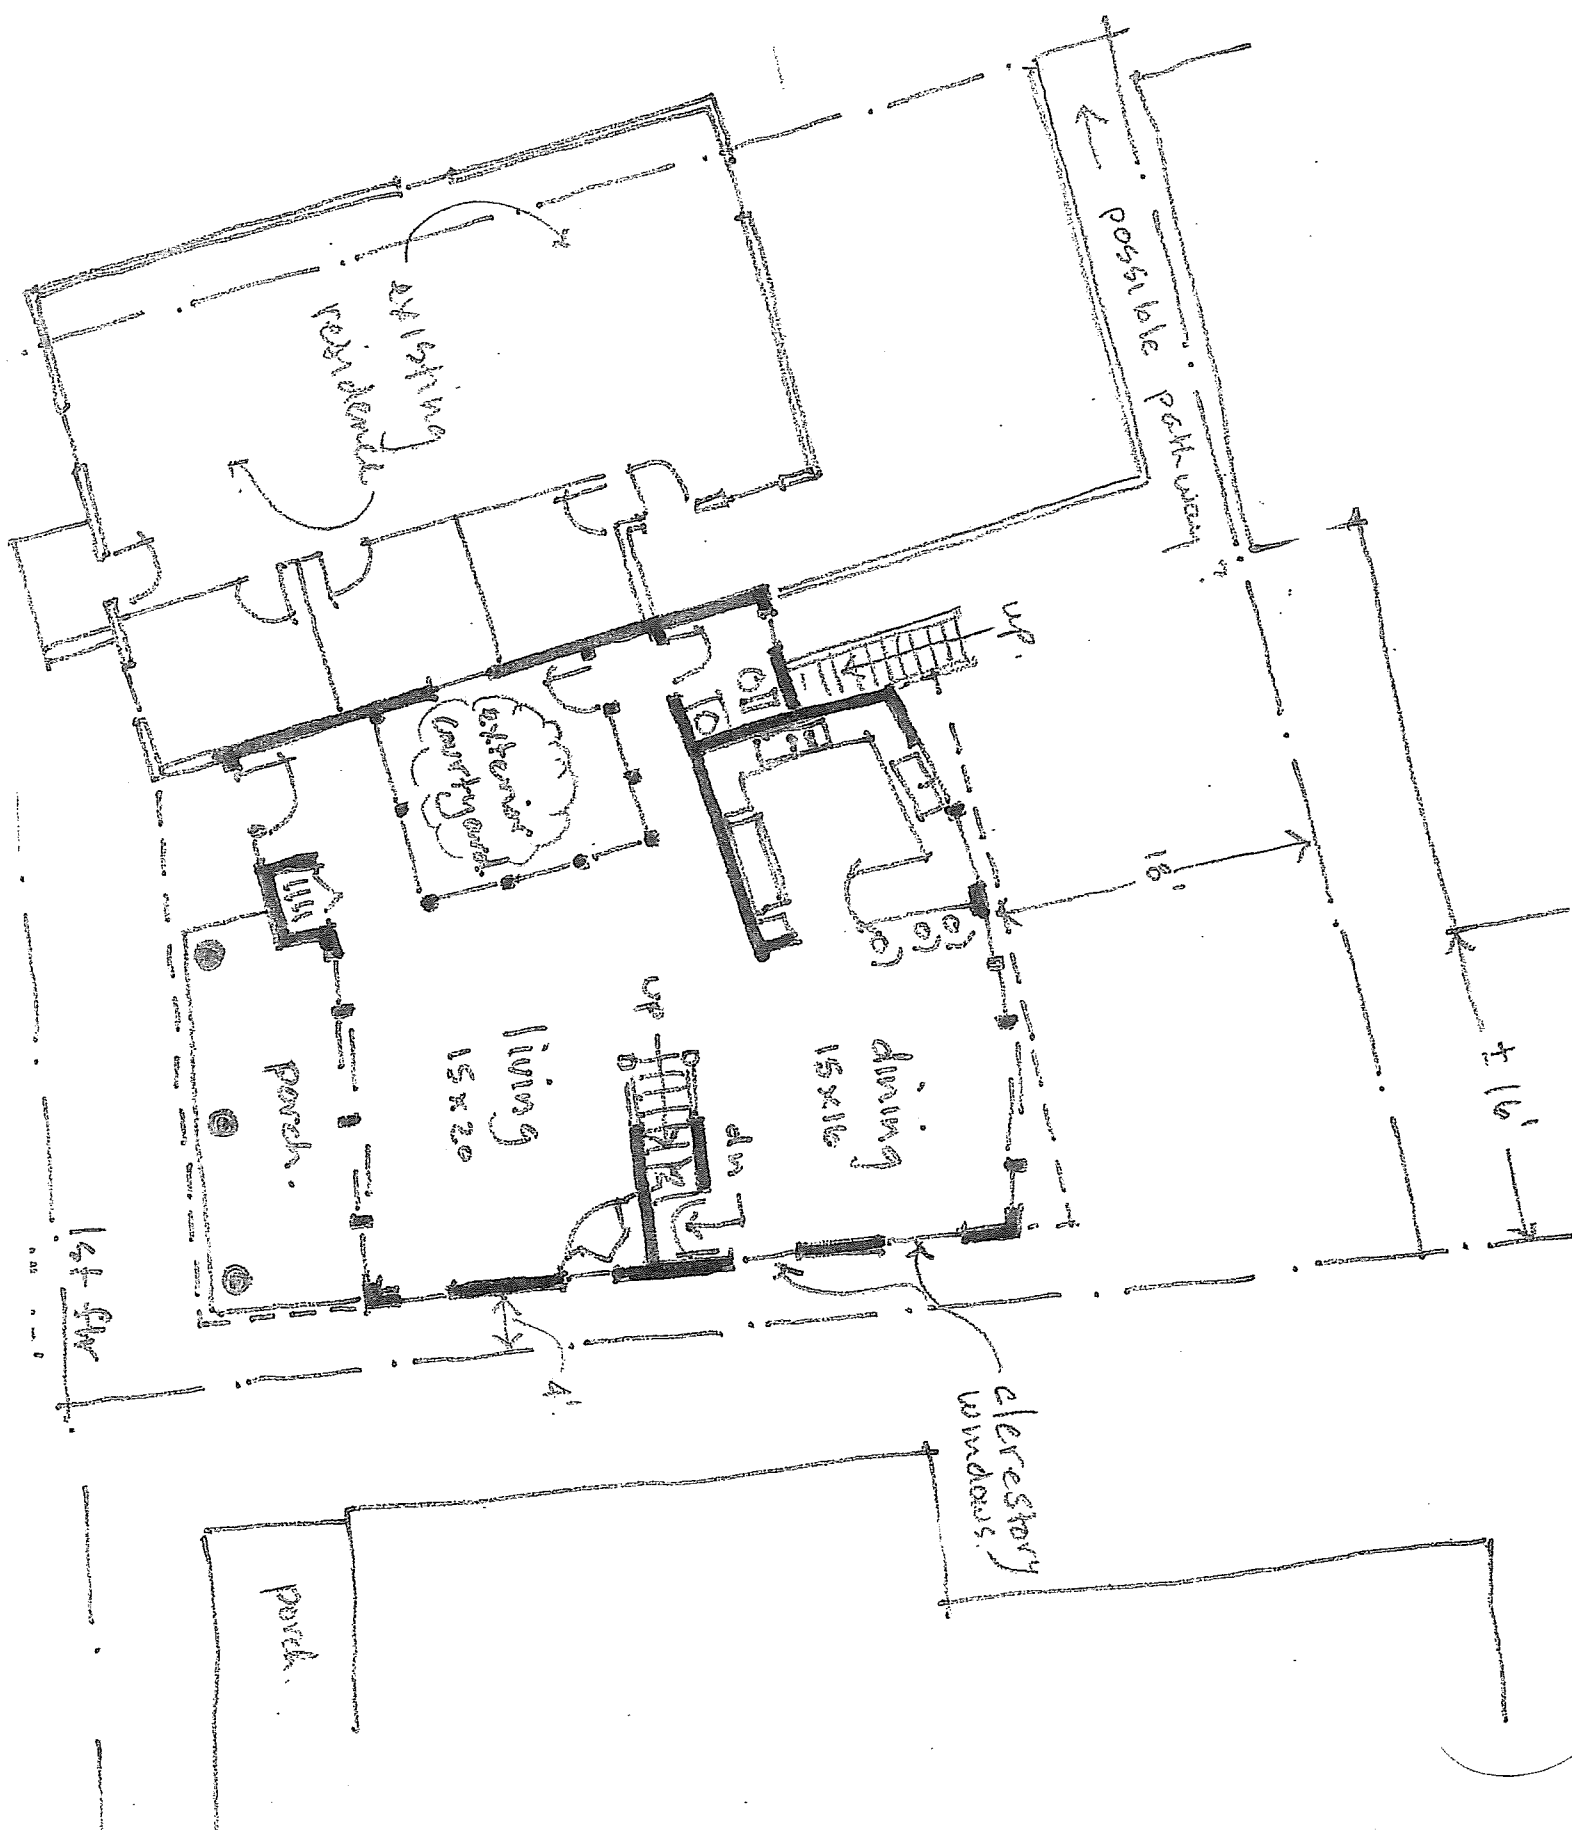 possible pathway ?
existing
residence
up
exterior
courtyard
18'
± 16'
up
living
15x20
dining
15x16
dn
porch.
1st flr
4'.
clerestory
windows.
porch.